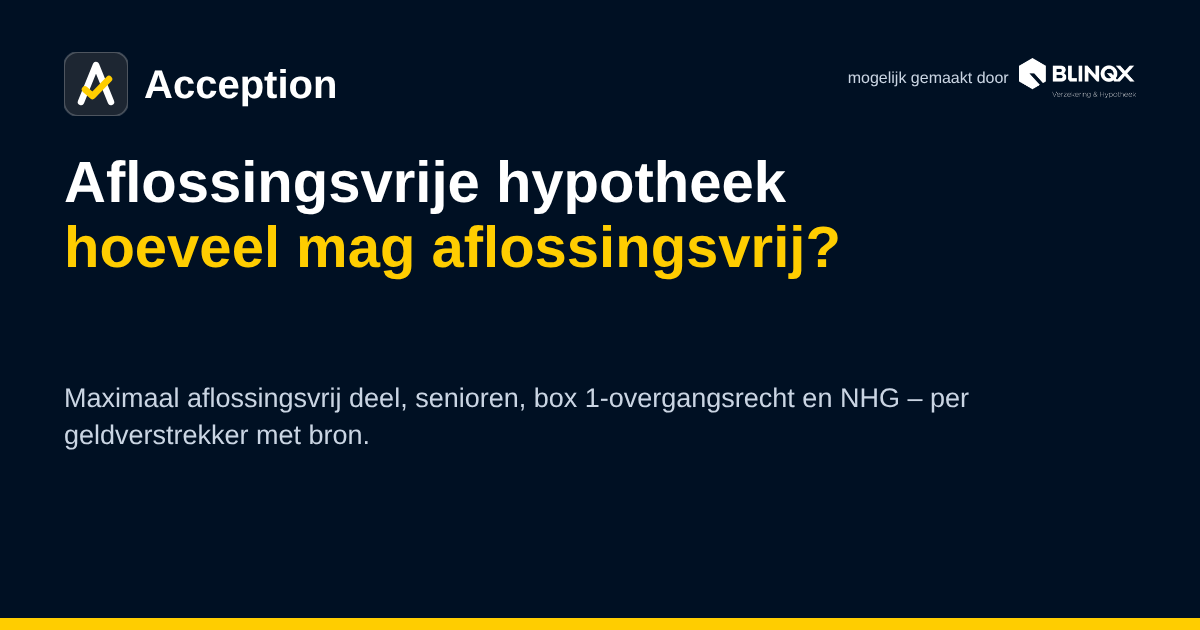 Acception
mogelijk gemaakt door
BLINQX
Verzekering & Hypotheek
Aflossingsvrije hypotheek
hoeveel mag aflossingsvrij?
Maximaal aflossingsvrij deel, senioren, box 1-overgangsrecht en NHG – per
geldverstrekker met bron.